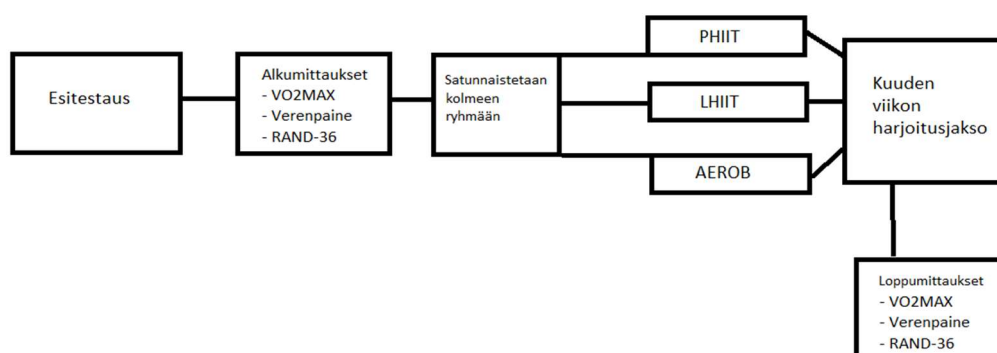 Esitestaus
Alkumittaukset
- VO2MAX
- Verenpaine
- RAND-36
Satunnaistetaan
kolmeen
ryhmään
PHIIT
LHIIT
AEROB
Kuuden
viikon
harjoitusjakso
Loppumittaukset
- VO2MAX
- Verenpaine
- RAND-36